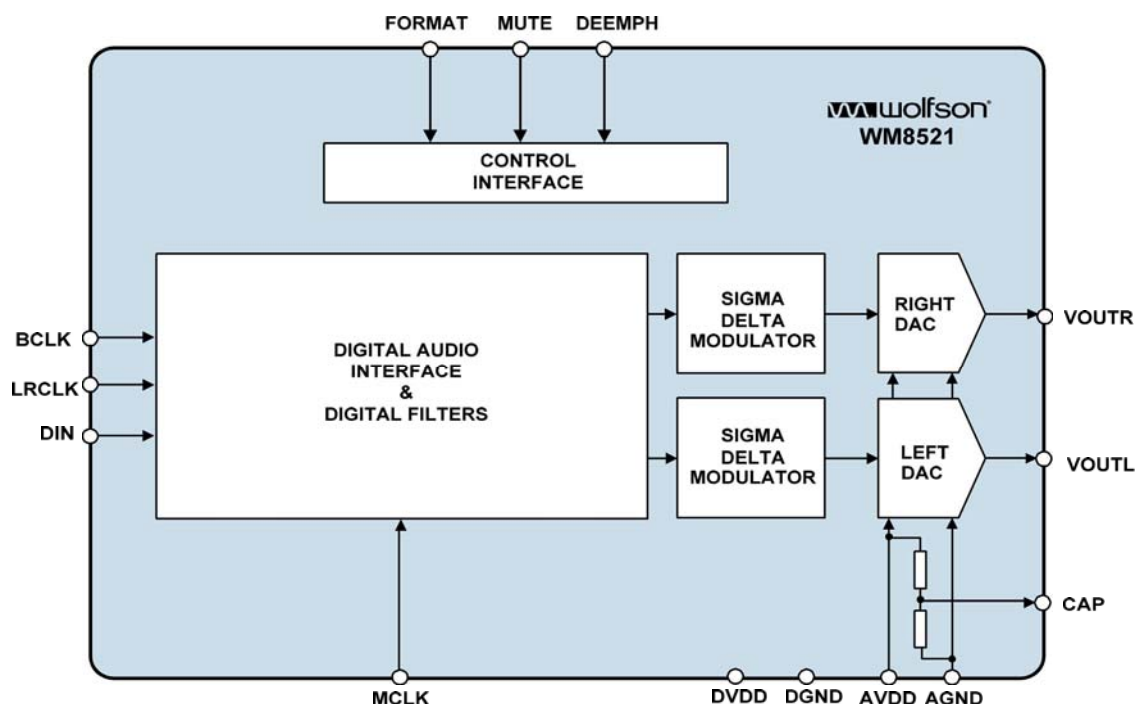 FORMAT MUTE DEEMPH
wolfson®
WM8521
CONTROL
INTERFACE
BCLK
LRCLK
DIN
DIGITAL AUDIO
INTERFACE
&
DIGITAL FILTERS
SIGMA
DELTA
MODULATOR
RIGHT
DAC
VOUTR
SIGMA
DELTA
MODULATOR
LEFT
DAC
VOUTL
CAP
MCLK DVDD DGND AVDD AGND